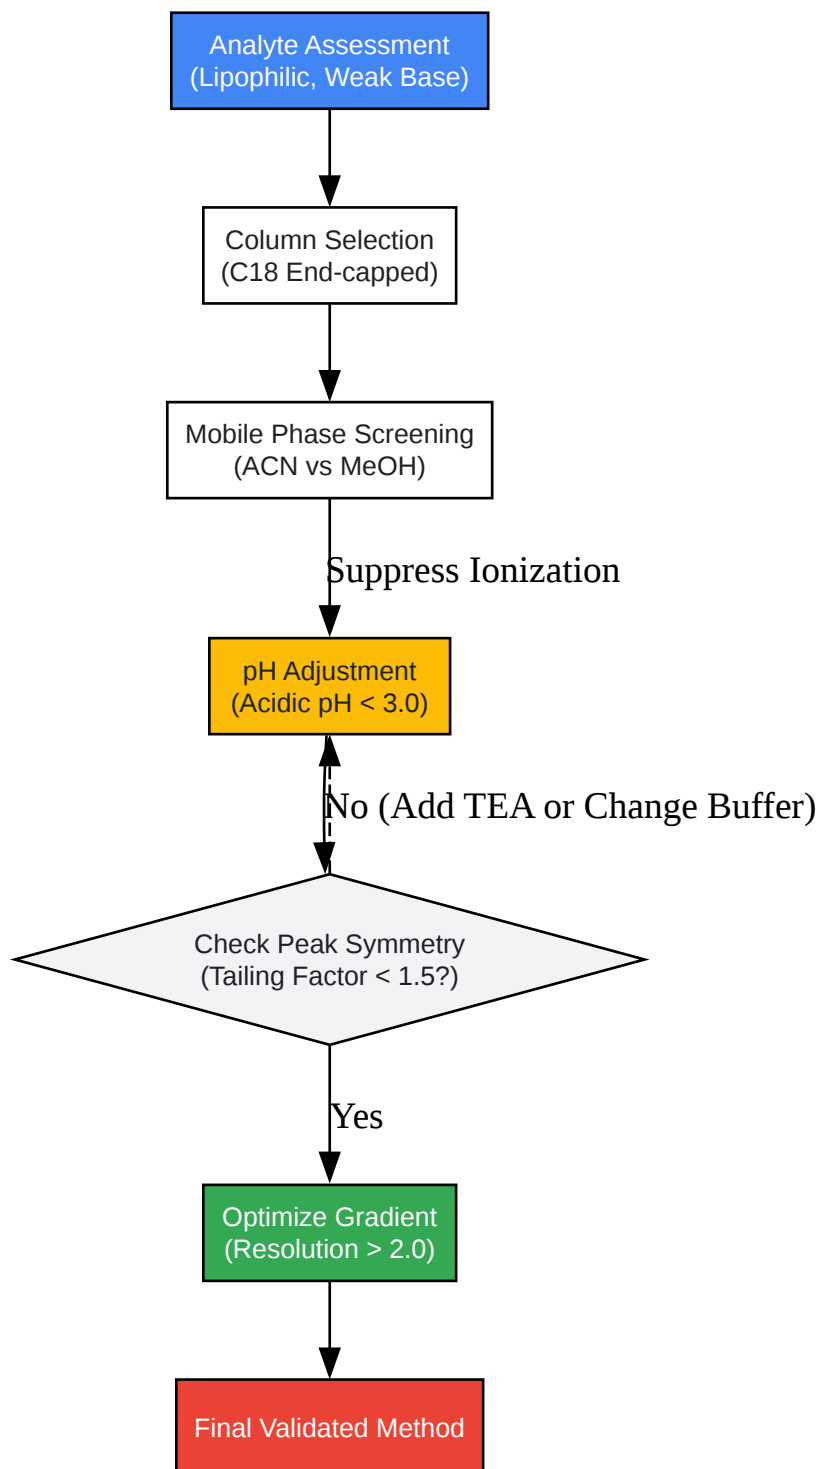 Analyte Assessment
(Lipophilic, Weak Base)
Column Selection
(C18 End-capped)
Mobile Phase Screening
(ACN vs MeOH)
Suppress Ionization
pH Adjustment
(Acidic pH < 3.0)
No (Add TEA or Change Buffer)
Check Peak Symmetry
(Tailing Factor < 1.5?)
Yes
Optimize Gradient
(Resolution > 2.0)
Final Validated Method